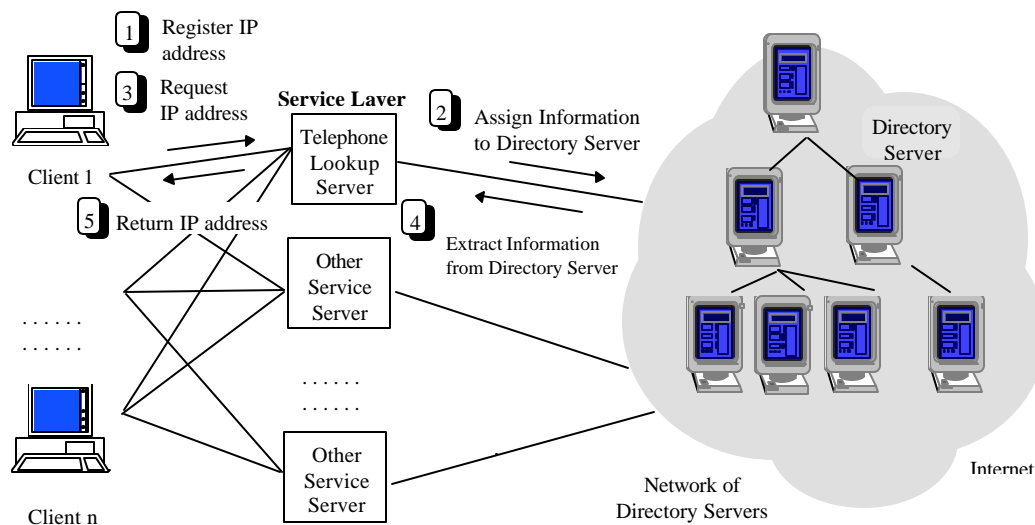 1 Register IP
address
3 Request
IP address
Service Laver
Telephone
Lookup
Server
2 Assign Information
to Directory Server
Directory
Server
Client 1
5 Return IP address
4 Extract Information
from Directory Server
Other
Service
Server
. . . . . .
. . . . . .
. . . . . .
. . . . . .
Other
Service
Server
Client n
Network of
Directory Servers
Internet